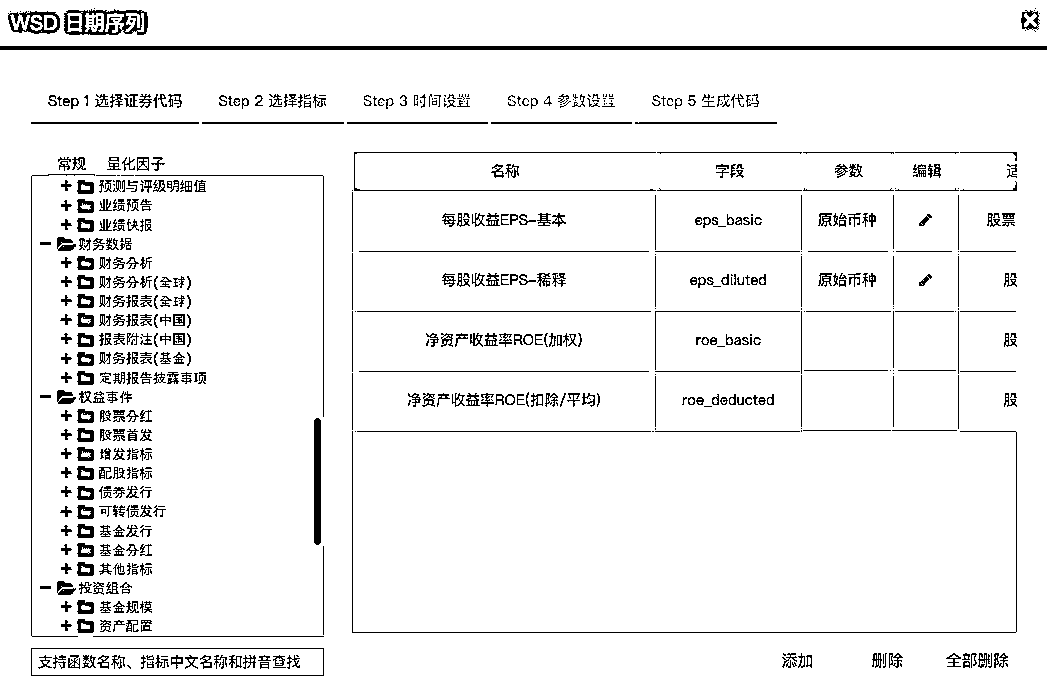 WSD 日期序列
Step 1 选择证券代码 Step 2 选择指标 Step 3 时间设置 Step 4 参数设置 Step 5 生成代码
常规 量化因子
预测与评级明细值
业绩预告
业绩快报
财务数据
财务分析
财务分析(全球)
财务报表(全球)
财务报表(中国)
报表附注(中国)
财务报表(基金)
定期报告披露事项
权益事件
股票分红
股票首发
增发指标
配股指标
债券发行
可转债发行
基金发行
基金分红
其他指标
投资组合
基金规模
资产配置
支持函数名称、指标中文名称和拼音查找
名称 字段 参数 编辑
每股收益EPS-基本 eps_basic 原始币种 股票
每股收益EPS-稀释 eps_diluted 原始币种 股
净资产收益率ROE(加权) roe_basic 股
净资产收益率ROE(扣除/平均) roe_deducted 股
添加 删除 全部删除